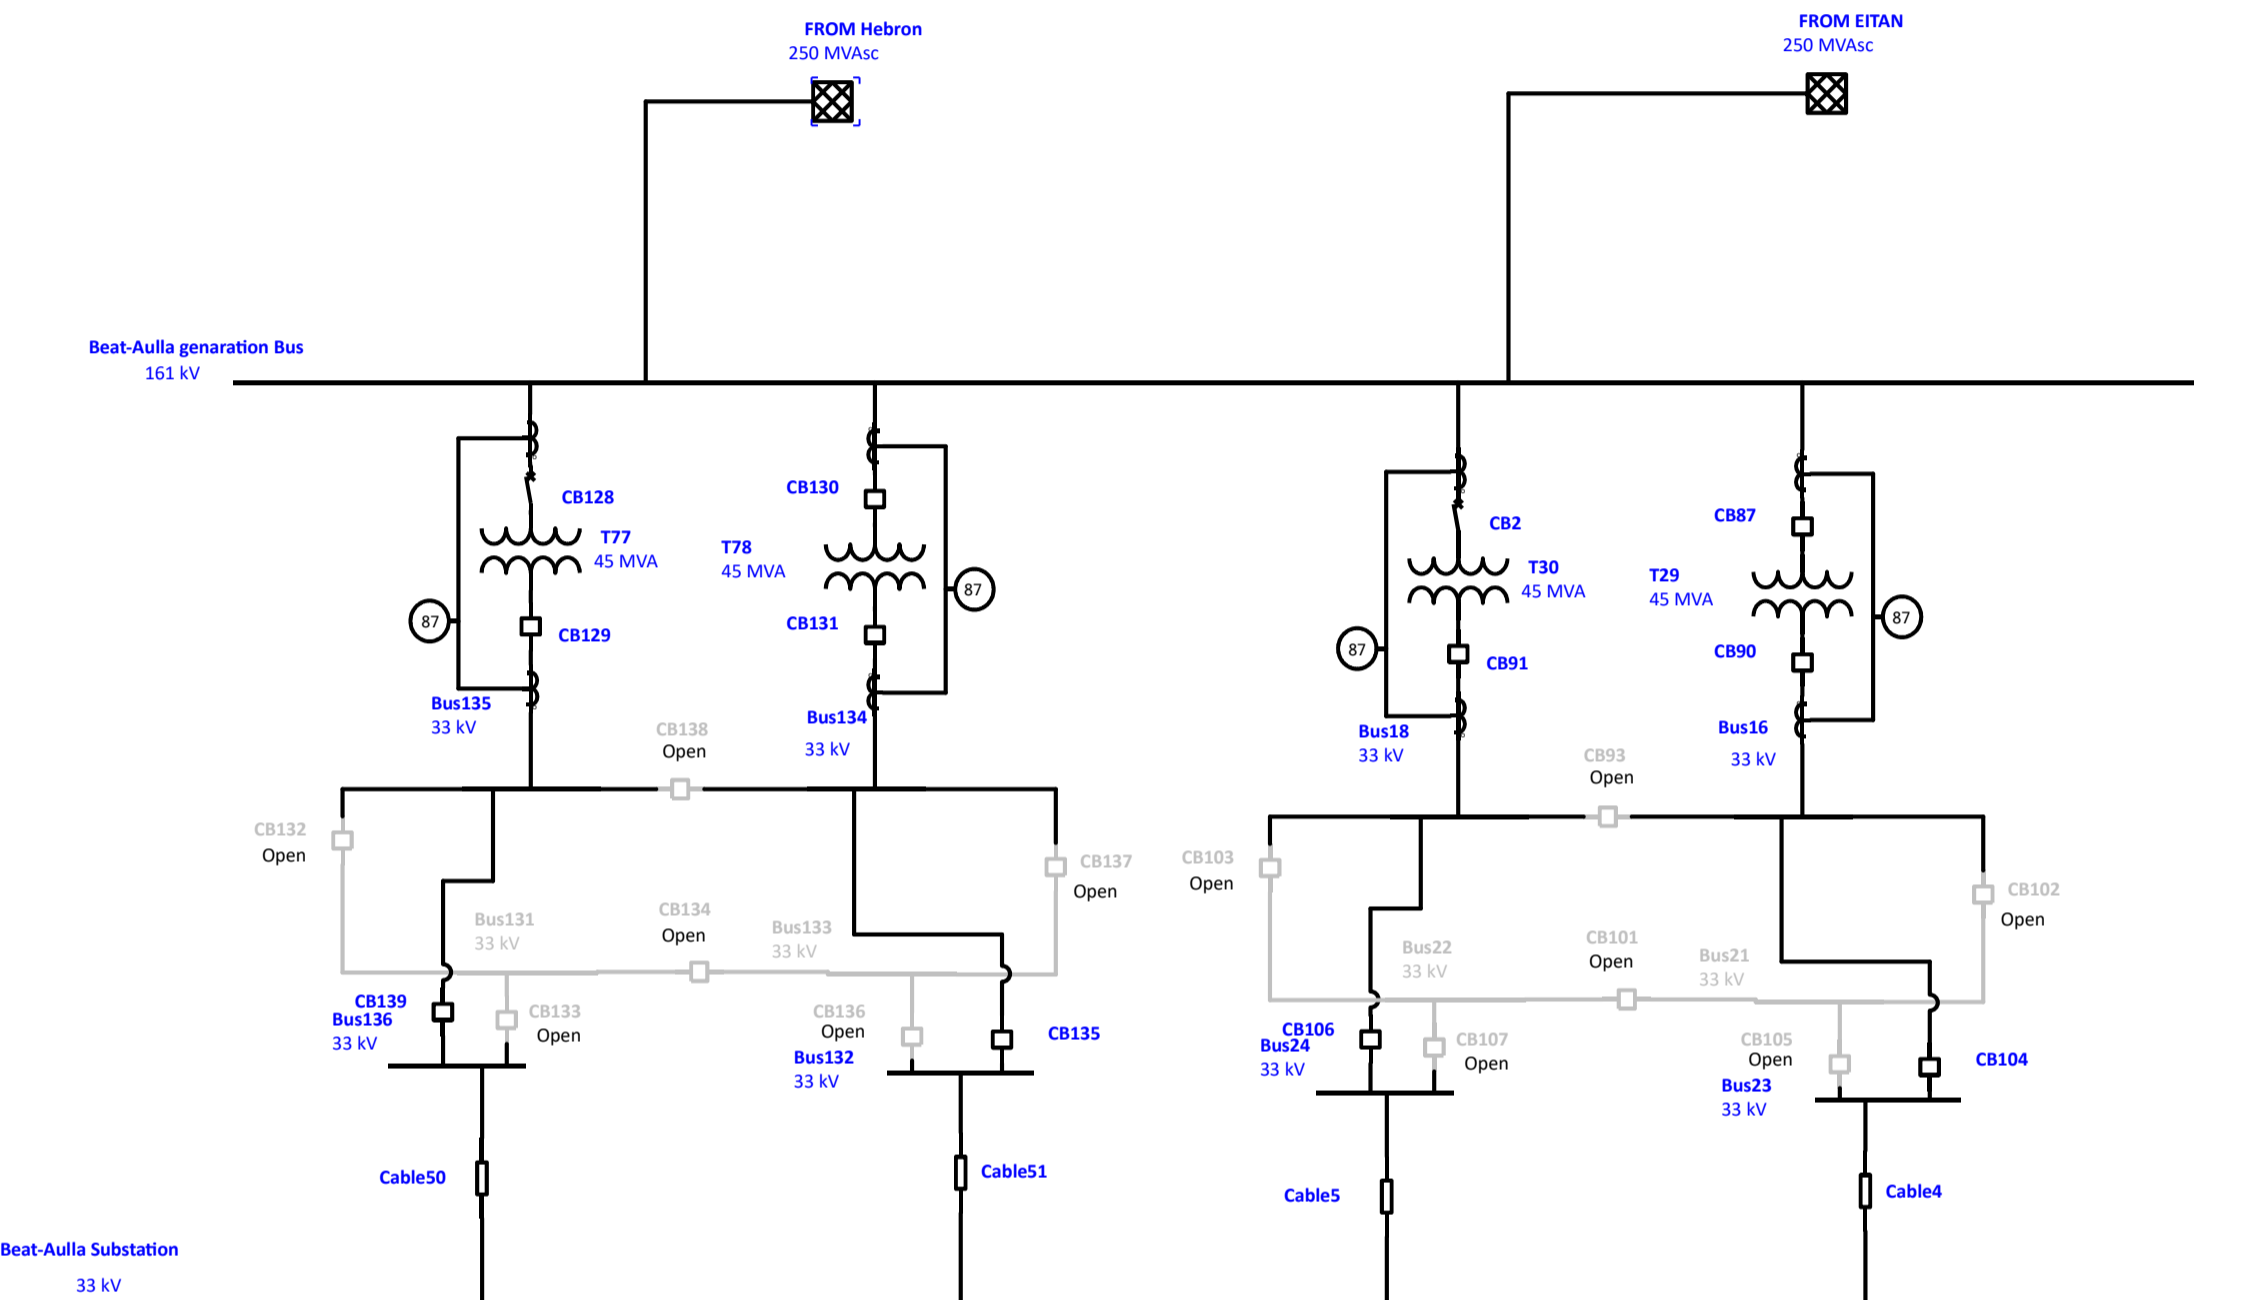 FROM Hebron
250 MVAsc
FROM EITAN
250 MVAsc
Beat-Aulla genaration Bus
161 kV
CB128
T77
45 MVA
87
CB129
Bus135
33 kV
CB130
T78
45 MVA
87
CB131
Bus134
33 kV
CB2
T30
45 MVA
87
CB91
Bus18
33 kV
CB87
T29
45 MVA
87
CB90
Bus16
33 kV
CB138
Open
CB93
Open
CB132
Open
CB137
Open
CB103
Open
CB102
Open
Bus131
33 kV
CB134
Open
Bus133
33 kV
Bus22
33 kV
CB101
Open
Bus21
33 kV
CB139
Bus136
33 kV
CB133
Open
CB136
Open
Bus132
33 kV
CB135
CB106
Bus24
33 kV
CB107
Open
CB105
Open
Bus23
33 kV
CB104
Cable50
Cable51
Cable5
Cable4
Beat-Aulla Substation
33 kV